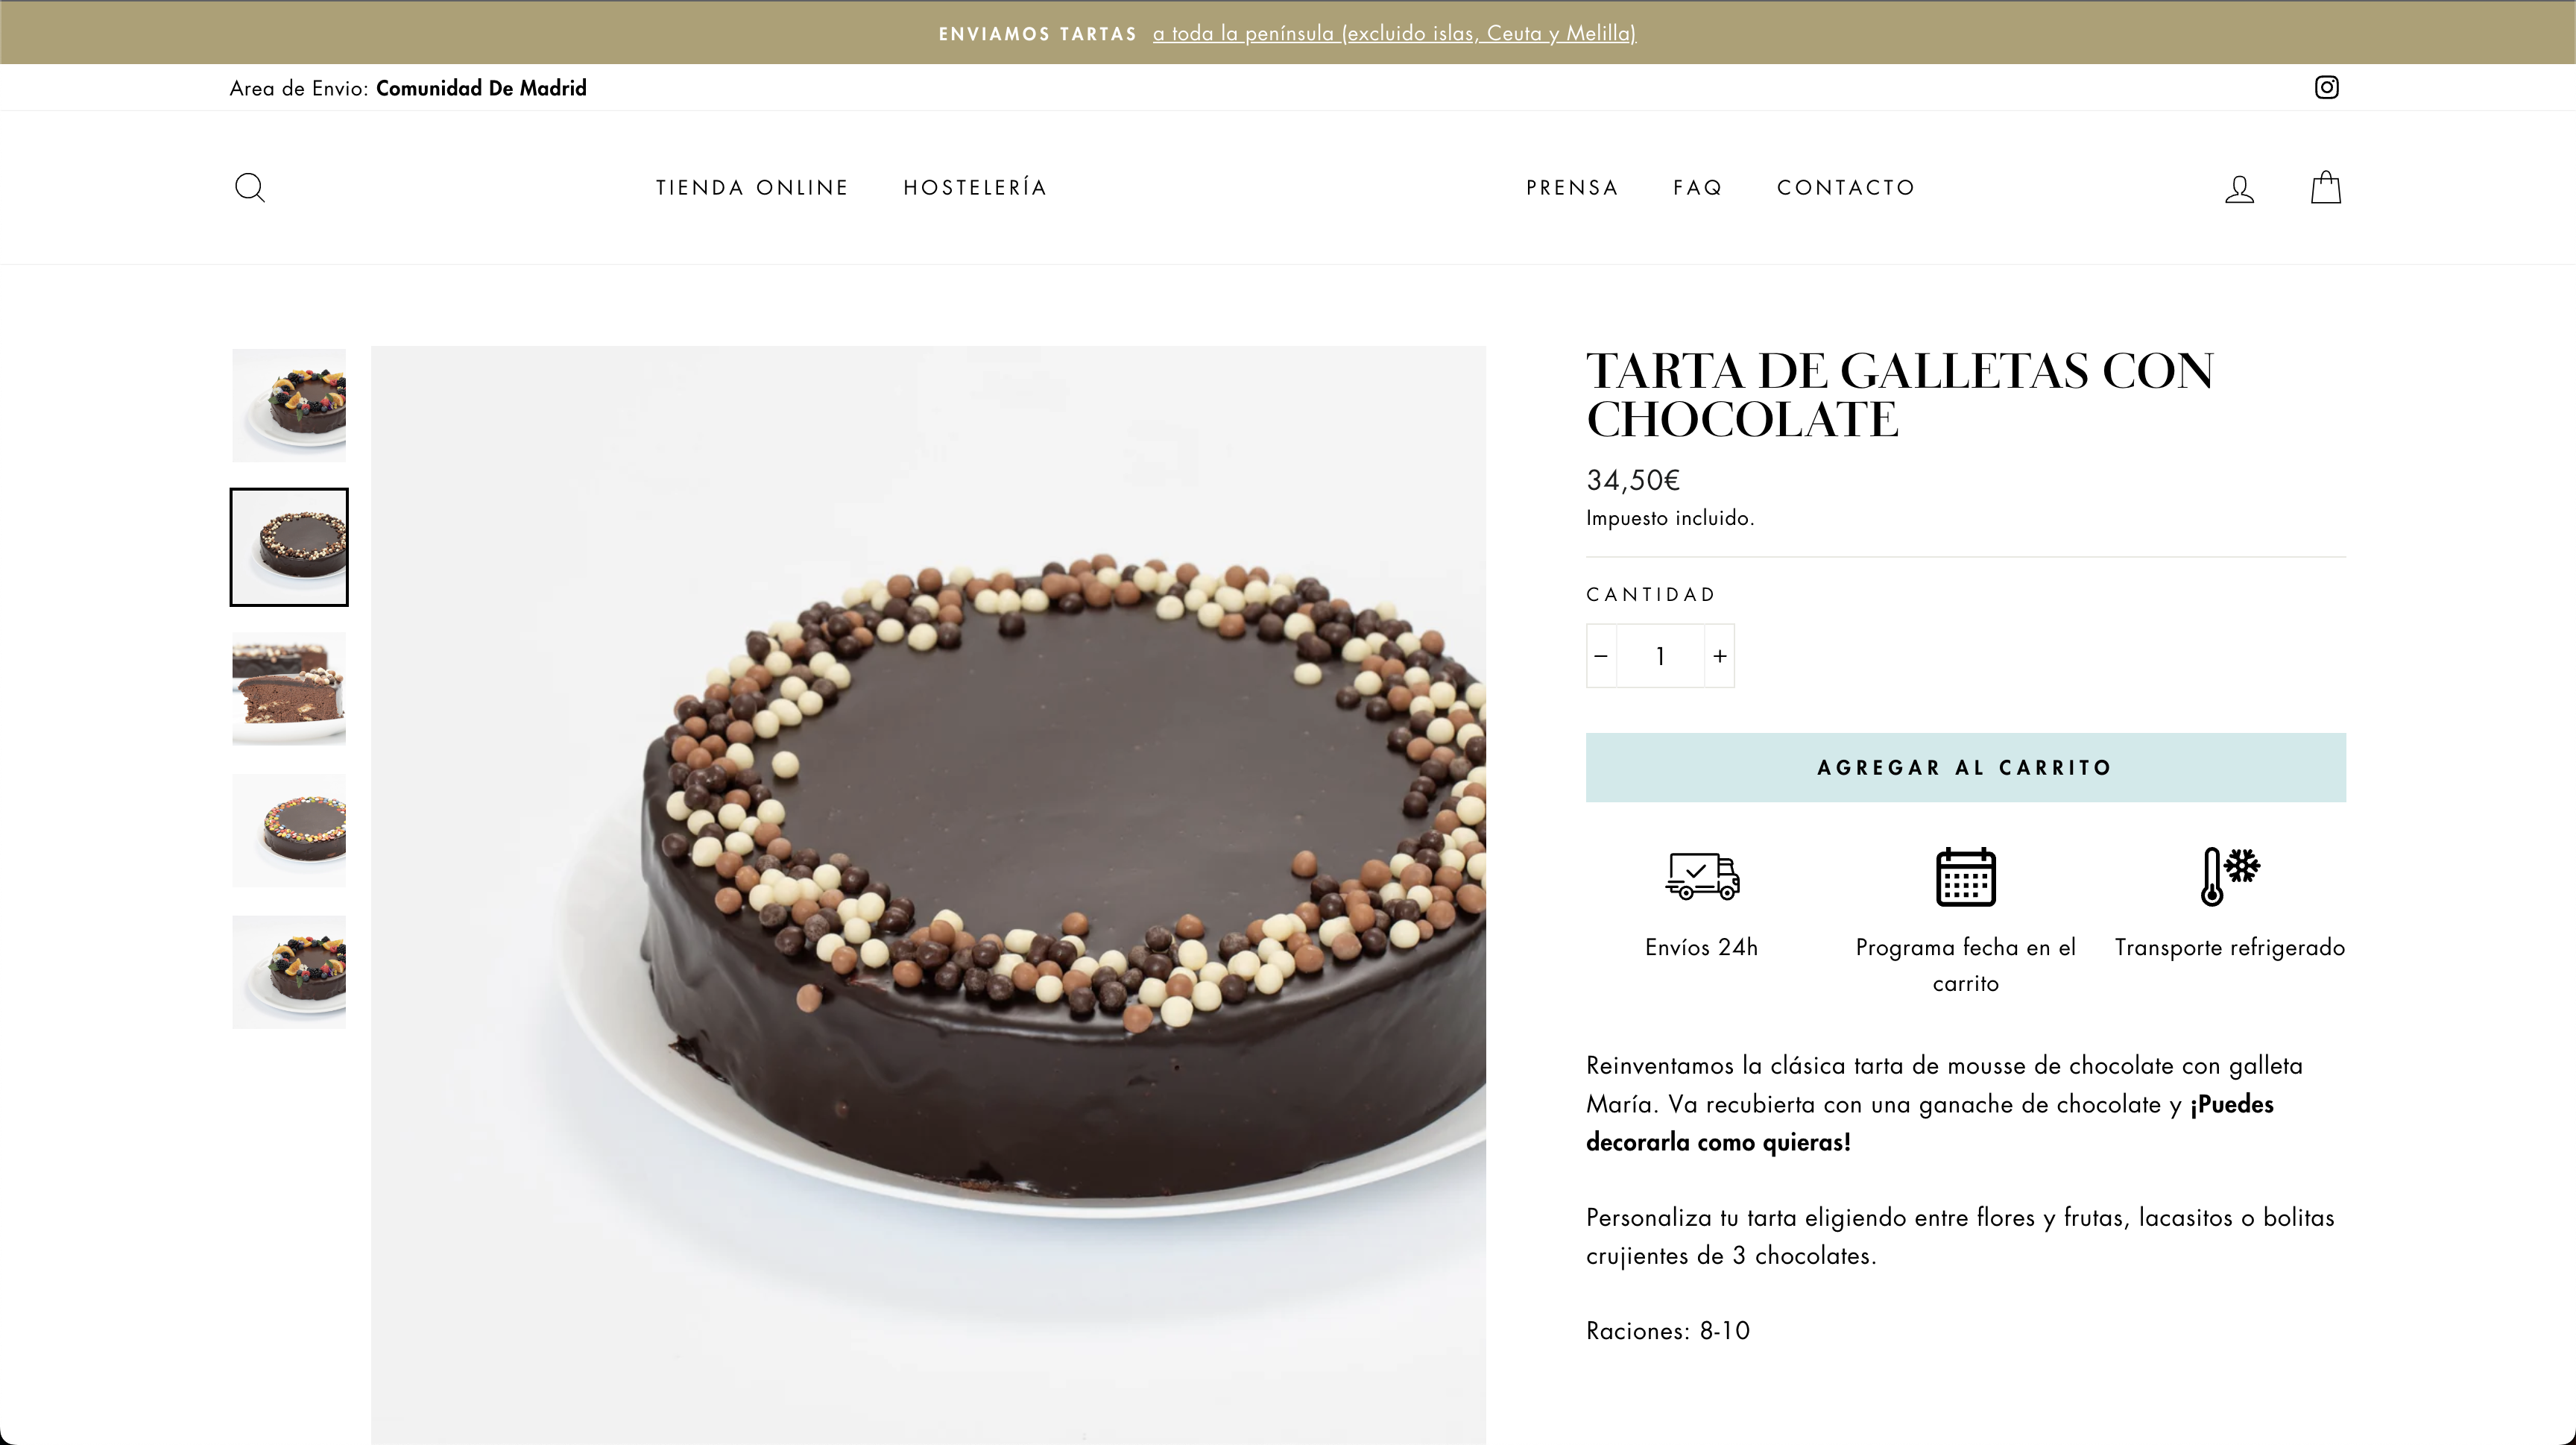 ENVIAMOS TARTAS a toda la península (excluido islas, Ceuta y Melilla)
Area de Envio: Comunidad De Madrid
TIENDA ONLINE HOSTELERÍA PRENSA FAQ CONTACTO
TARTA DE GALLETAS CON
CHOCOLATE
34,50€
Impuesto incluido.
CANTIDAD
− 1 +
AGREGAR AL CARRITO
Envíos 24h
Programa fecha en el
carrito
Transporte refrigerado
Reinventamos la clásica tarta de mousse de chocolate con galleta
María. Va recubierta con una ganache de chocolate y ¡Puedes
decorarla como quieras!
Personaliza tu tarta eligiendo entre flores y frutas, lacasitos o bolitas
crujientes de 3 chocolates.
Raciones: 8-10